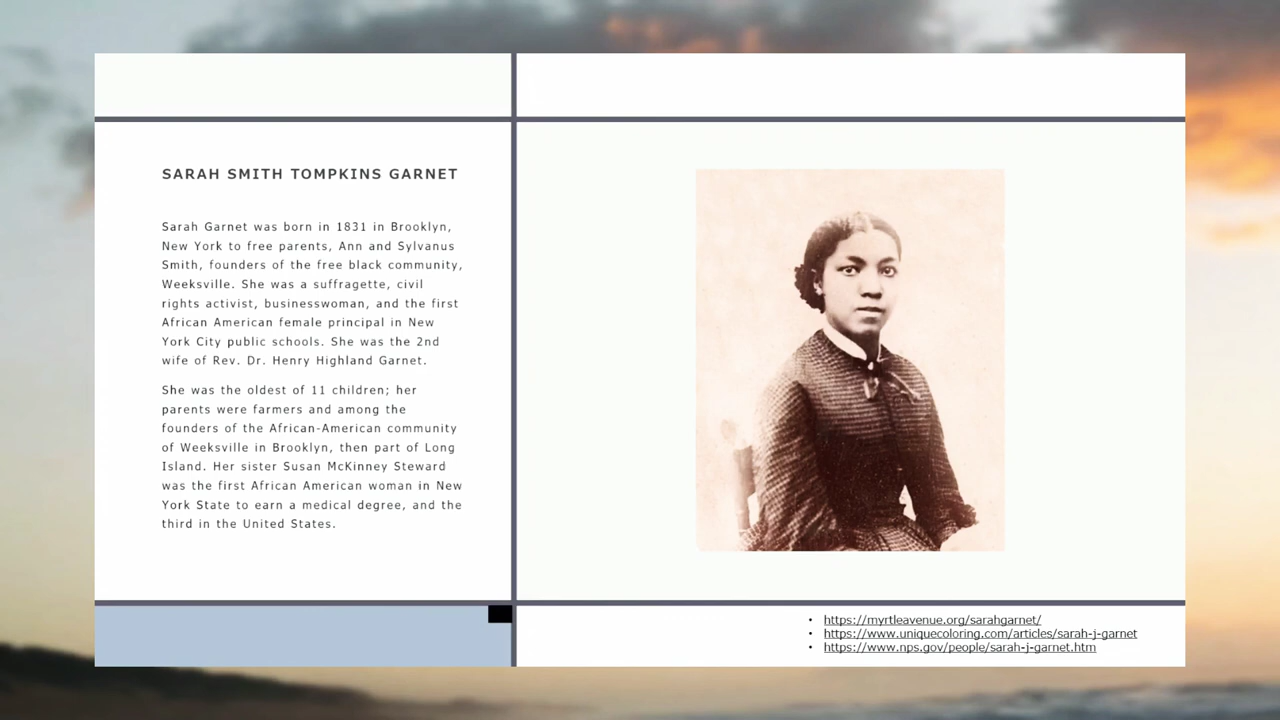 SARAH SMITH TOMPKINS GARNET
Sarah Garnet was born in 1831 in Brooklyn,
New York to free parents, Ann and Sylvanus
Smith, founders of the free black community,
Weeksville. She was a suffragette, civil
rights activist, businesswoman, and the first
African American female principal in New
York City public schools. She was the 2nd
wife of Rev. Dr. Henry Highland Garnet.
She was the oldest of 11 children; her
parents were farmers and among the
founders of the African-American community
of Weeksville in Brooklyn, then part of Long
Island. Her sister Susan McKinney Steward
was the first African American woman in New
York State to earn a medical degree, and the
third in the United States.
• https://myrtleavenue.org/sarahgarnet/
• https://www.uniquecoloring.com/articles/sarah-j-garnet
• https://www.nps.gov/people/sarah-j-garnet.htm